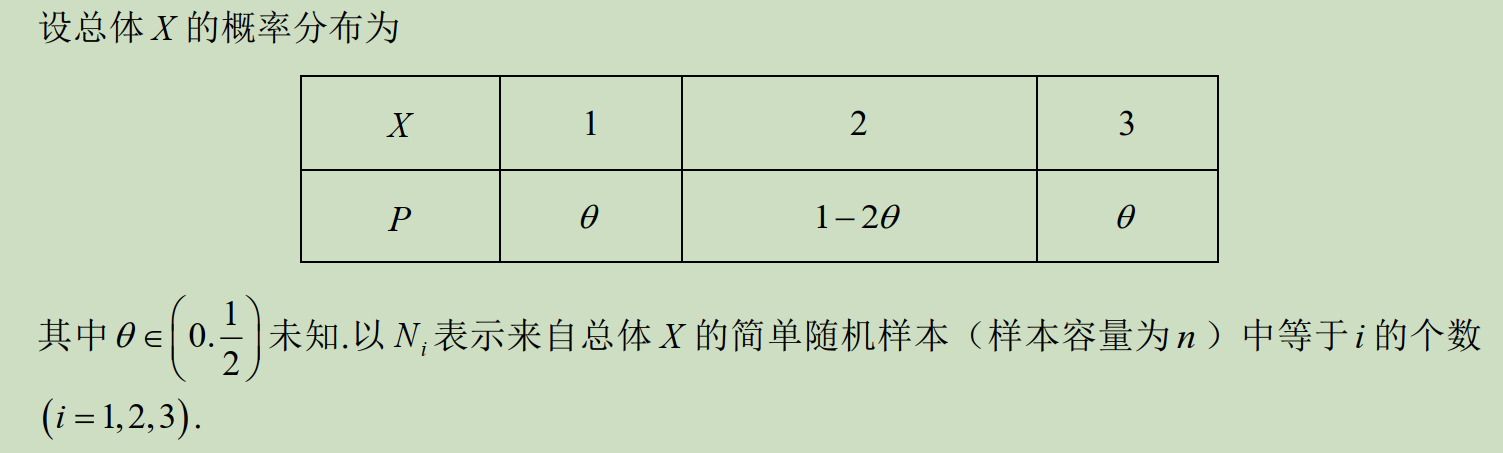 设总体 X 的概率分布为
X 1 2 3
P θ 1−2θ θ
其中 θ∈(0.1/2) 未知.以 N_i 表示来自总体 X 的简单随机样本（样本容量为 n ）中等于 i 的个数
(i=1,2,3).